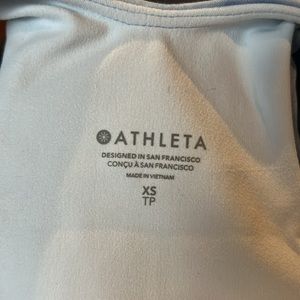 ATHLETA
DESIGNED IN SAN FRANCISCO
CONÇU À SAN FRANCISCO
MADE IN VIETNAM
XS
TP